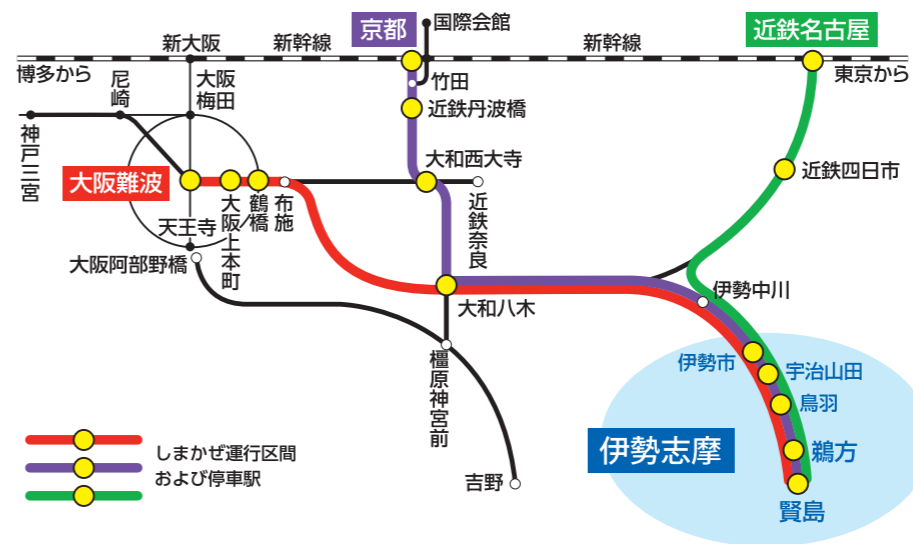 国際会館
京都
近鉄名古屋
新大阪
新幹線
新幹線
博多から
東京から
尼崎
大阪
梅田
竹田
近鉄丹波橋
神戸三宮
大和西大寺
近鉄四日市
大阪難波
鶴橋
布施
大阪上本町
天王寺
近鉄奈良
大阪阿部野橋
伊勢中川
大和八木
橿原神宮前
伊勢市
宇治山田
鳥羽
伊勢志摩
鵜方
賢島
吉野
しまかぜ運行区間
および停車駅